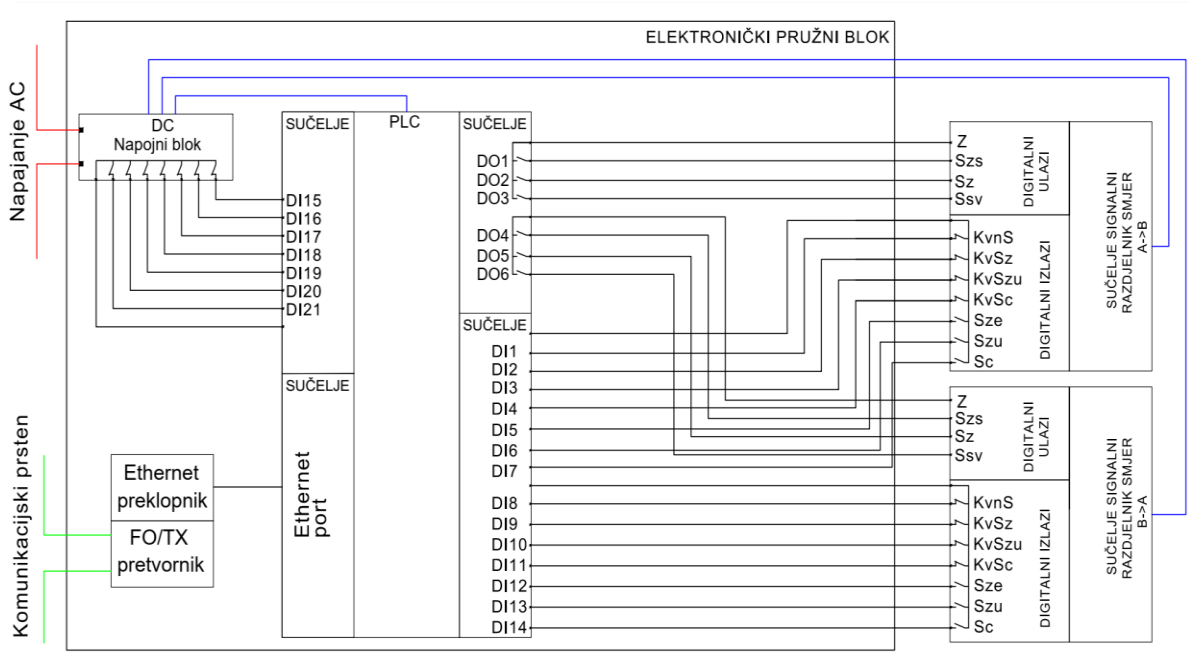 ELEKTRONIČKI PRUŽNI BLOK
Napajanje AC
DC
Napojni blok
SUČELJE
PLC
SUČELJE
DO1
DO2
DO3
DO4
DO5
DO6
DI15
DI16
DI17
DI18
DI19
DI20
DI21
SUČELJE
DI1
DI2
DI3
DI4
DI5
DI6
DI7
DI8
DI9
DI10
DI11
DI12
DI13
DI14
SUČELJE
Ethernet
port
Komunikacijski prsten
Ethernet
preklopnik
FO/TX
pretvornik
Z
Szs
Sz
Ssv
DIGITALNI
ULAZI
KvnS
KvSz
KvSzu
KvSc
Sze
Szu
Sc
DIGITALNI IZLAZI
SUČELJE SIGNALNI
RAZDJELNIK SMJER
A->B
Z
Szs
Sz
Ssv
DIGITALNI
ULAZI
KvnS
KvSz
KvSzu
KvSc
Sze
Szu
Sc
DIGITALNI IZLAZI
SUČELJE SIGNALNI
RAZDJELNIK SMJER
B->A